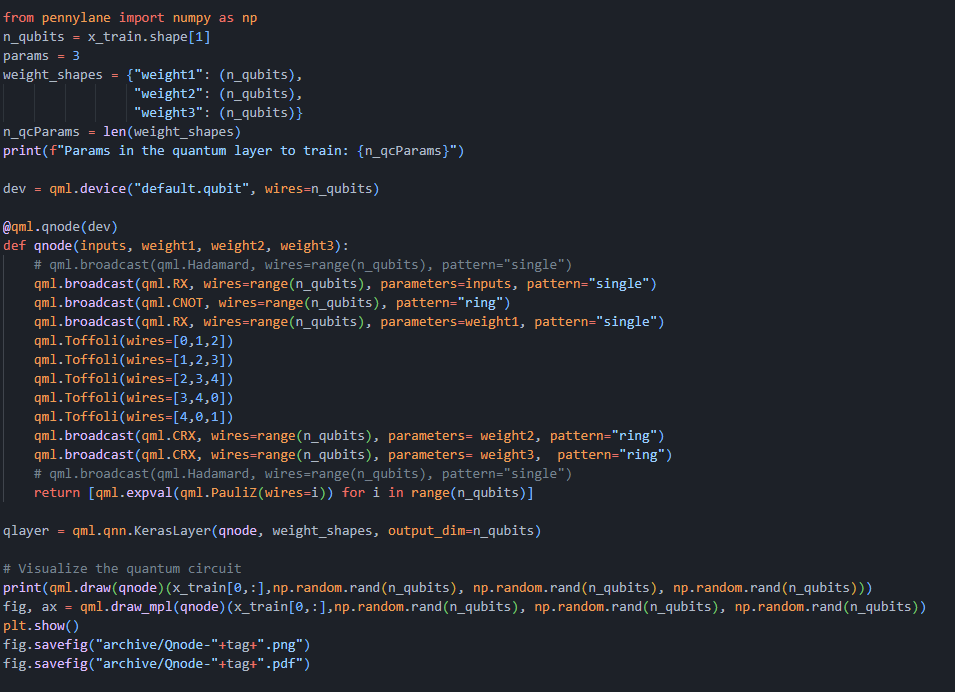 from pennylane import numpy as np
n_qubits = x_train.shape[1]
params = 3
weight_shapes = {"weight1": (n_qubits),
                 "weight2": (n_qubits),
                 "weight3": (n_qubits)}
n_qcParams = len(weight_shapes)
print(f"Params in the quantum layer to train: {n_qcParams}")

dev = qml.device("default.qubit", wires=n_qubits)

@qml.qnode(dev)
def qnode(inputs, weight1, weight2, weight3):
    # qml.broadcast(qml.Hadamard, wires=range(n_qubits), pattern="single")
    qml.broadcast(qml.RX, wires=range(n_qubits), parameters=inputs, pattern="single")
    qml.broadcast(qml.CNOT, wires=range(n_qubits), pattern="ring")
    qml.broadcast(qml.RX, wires=range(n_qubits), parameters=weight1, pattern="single")
    qml.Toffoli(wires=[0,1,2])
    qml.Toffoli(wires=[1,2,3])
    qml.Toffoli(wires=[2,3,4])
    qml.Toffoli(wires=[3,4,0])
    qml.Toffoli(wires=[4,0,1])
    qml.broadcast(qml.CRX, wires=range(n_qubits), parameters= weight2, pattern="ring")
    qml.broadcast(qml.CRX, wires=range(n_qubits), parameters= weight3,  pattern="ring")
    # qml.broadcast(qml.Hadamard, wires=range(n_qubits), pattern="single")
    return [qml.expval(qml.PauliZ(wires=i)) for i in range(n_qubits)]

qlayer = qml.qnn.KerasLayer(qnode, weight_shapes, output_dim=n_qubits)

# Visualize the quantum circuit
print(qml.draw(qnode)(x_train[0,:],np.random.rand(n_qubits), np.random.rand(n_qubits), np.random.rand(n_qubits)))
fig, ax = qml.draw_mpl(qnode)(x_train[0,:],np.random.rand(n_qubits), np.random.rand(n_qubits), np.random.rand(n_qubits))
plt.show()
fig.savefig("archive/Qnode-"+tag+".png")
fig.savefig("archive/Qnode-"+tag+".pdf")